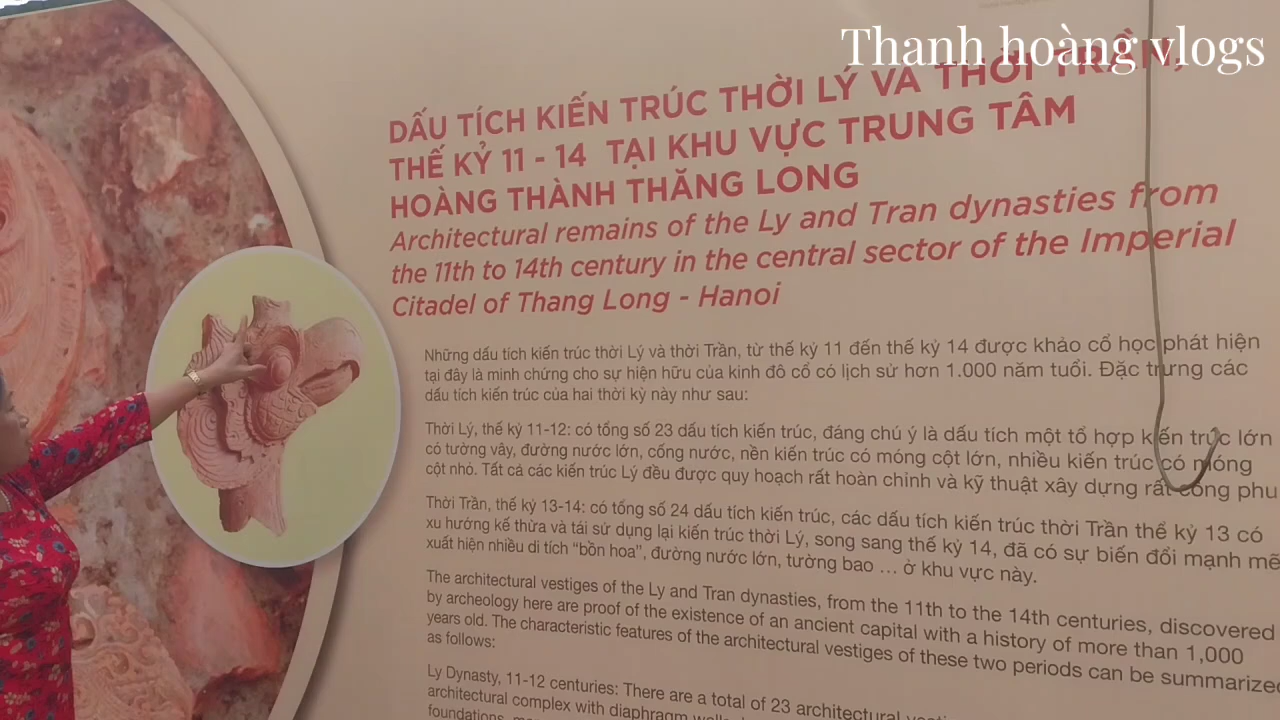 Thanh hoàng vlogs
DẤU TÍCH KIẾN TRÚC THỜI LÝ VÀ THỜI TRẦN,
THẾ KỶ 11 - 14 TẠI KHU VỰC TRUNG TÂM
HOÀNG THÀNH THĂNG LONG
Architectural remains of the Ly and Tran dynasties from
the 11th to 14th century in the central sector of the Imperial
Citadel of Thang Long - Hanoi
Những dấu tích kiến trúc thời Lý và thời Trần, từ thế kỷ 11 đến thế kỷ 14 được khảo cổ học phát hiện
tại đây là minh chứng cho sự hiện hữu của kinh đô cổ có lịch sử hơn 1.000 năm tuổi. Đặc trưng các
dấu tích kiến trúc của hai thời kỳ này như sau:
Thời Lý, thế kỷ 11-12: có tổng số 23 dấu tích kiến trúc, đáng chú ý là dấu tích một tổ hợp kiến trúc lớn
có tường vây, đường nước lớn, cống nước, nền kiến trúc có móng cột lớn, nhiều kiến trúc có móng
cột nhỏ. Tất cả các kiến trúc Lý đều được quy hoạch rất hoàn chỉnh và kỹ thuật xây dựng rất công phu
Thời Trần, thế kỷ 13-14: có tổng số 24 dấu tích kiến trúc, các dấu tích kiến trúc thời Trần thế kỷ 13 có
xu hướng kế thừa và tái sử dụng lại kiến trúc thời Lý, song sang thế kỷ 14, đã có sự biến đổi mạnh mẽ
xuất hiện nhiều di tích "bồn hoa", đường nước lớn, tường bao ... ở khu vực này.
The architectural vestiges of the Ly and Tran dynasties, from the 11th to the 14th centuries, discovered
by archeology here are proof of the existence of an ancient capital with a history of more than 1,000
years old. The characteristic features of the architectural vestiges of these two periods can be summarized
as follows:
Ly Dynasty, 11-12 centuries: There are a total of 23 architectural
architectural complex with diaphragm
foundations,